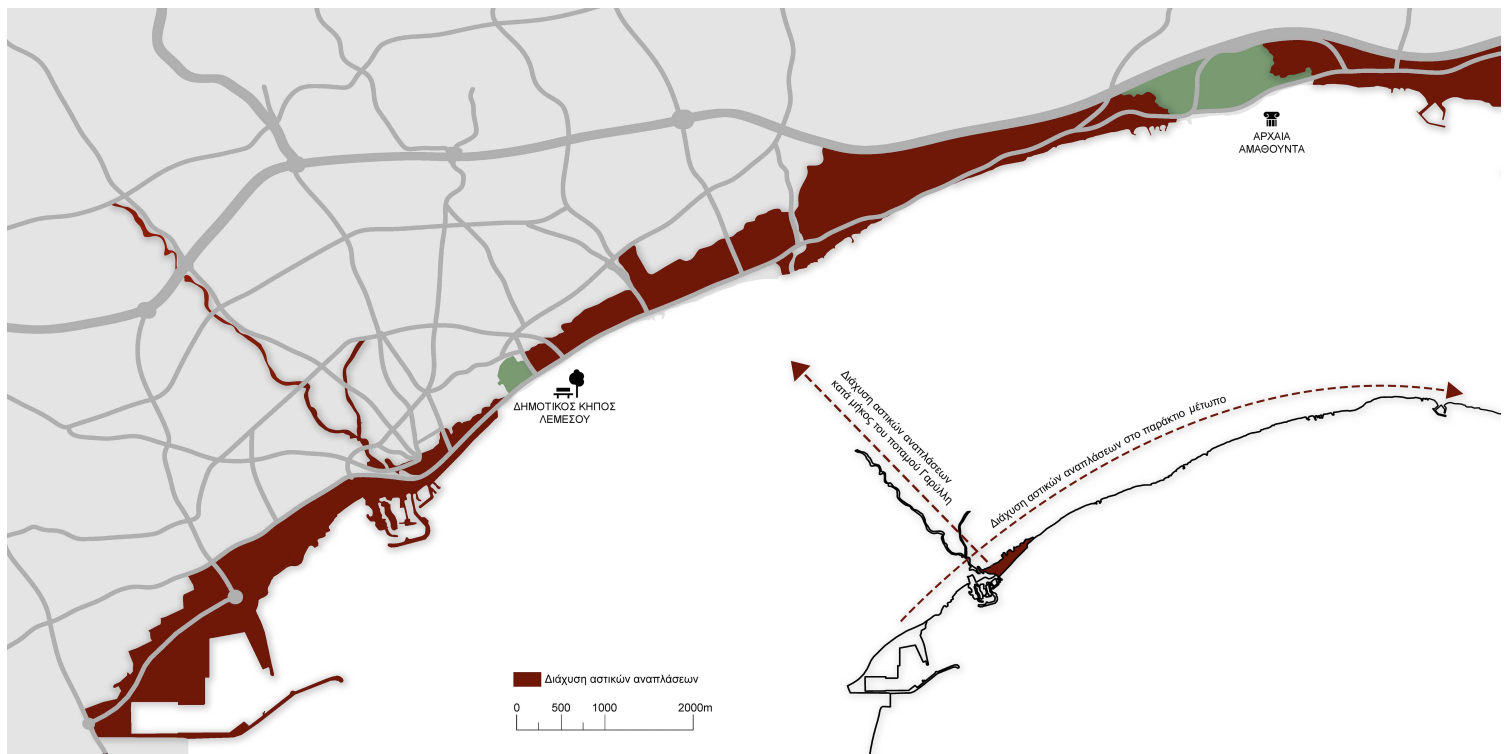 ΑΡΧΑΙΑ
ΑΜΑΘΟΥΝΤΑ
ΔΗΜΟΤΙΚΟΣ ΚΗΠΟΣ
ΛΕΜΕΣΟΥ
Διάχυση αστικών αναπλάσεων
κατά μήκος του ποταμού Γαρύλλη
Διάχυση αστικών αναπλάσεων στο παράκτιο μέτωπο
Διάχυση αστικών αναπλάσεων
0 500 1000 2000m